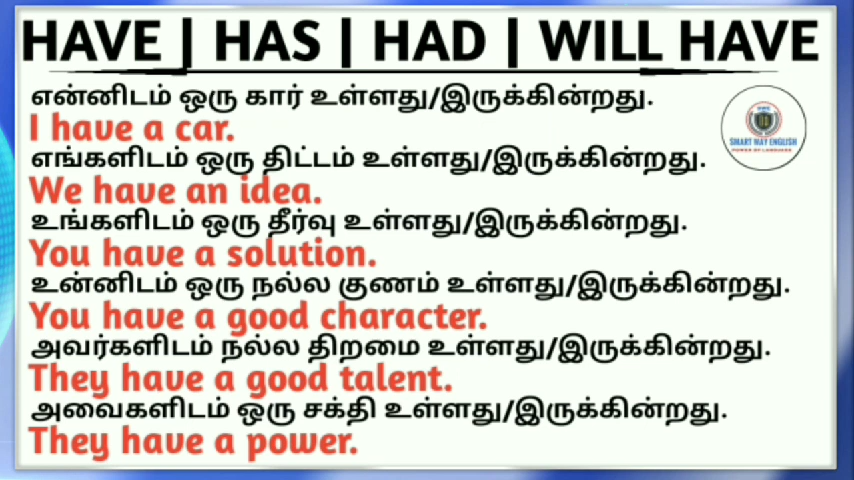 HAVE | HAS | HAD | WILL HAVE
என்னிடம் ஒரு கார் உள்ளது/இருக்கின்றது.
I have a car.
எங்களிடம் ஒரு திட்டம் உள்ளது/இருக்கின்றது.
We have an idea.
உங்களிடம் ஒரு தீர்வு உள்ளது/இருக்கின்றது.
You have a solution.
உன்னிடம் ஒரு நல்ல குணம் உள்ளது/இருக்கின்றது.
You have a good character.
அவர்களிடம் நல்ல திறமை உள்ளது/இருக்கின்றது.
They have a good talent.
அவைகளிடம் ஒரு சக்தி உள்ளது/இருக்கின்றது.
They have a power.
SWE
SMART WAY ENGLISH
POWER OF LANGUAGE